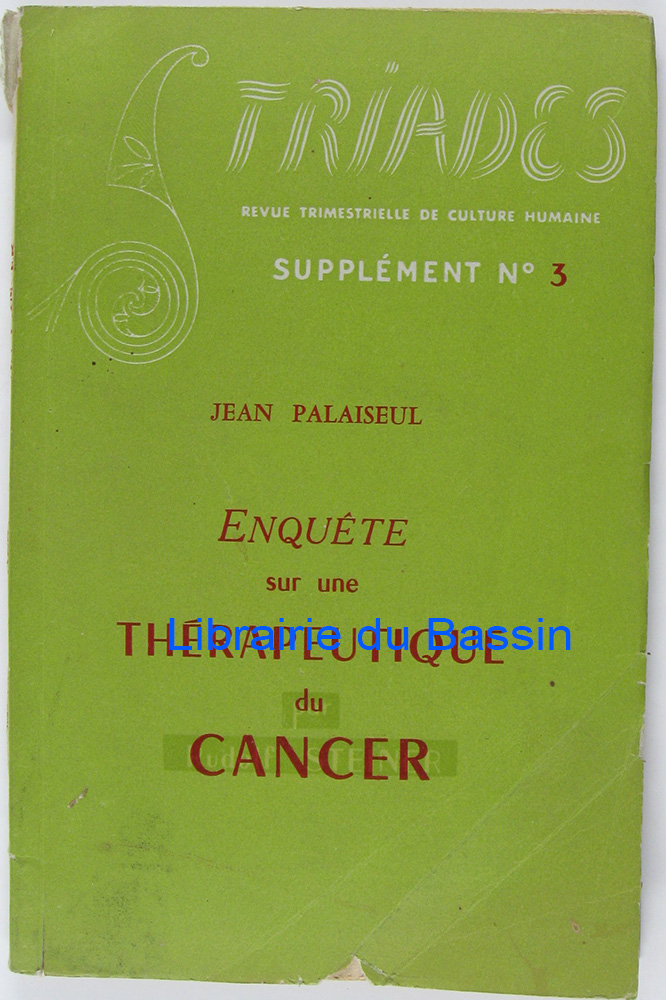 TRIADES
REVUE TRIMESTRIELLE DE CULTURE HUMAINE
SUPPLÉMENT N° 3
JEAN PALAISEUL
ENQUÊTE
sur une
THÉRAPEUTIQUE
Librairie du Bassin
du
CANCER
STEINER